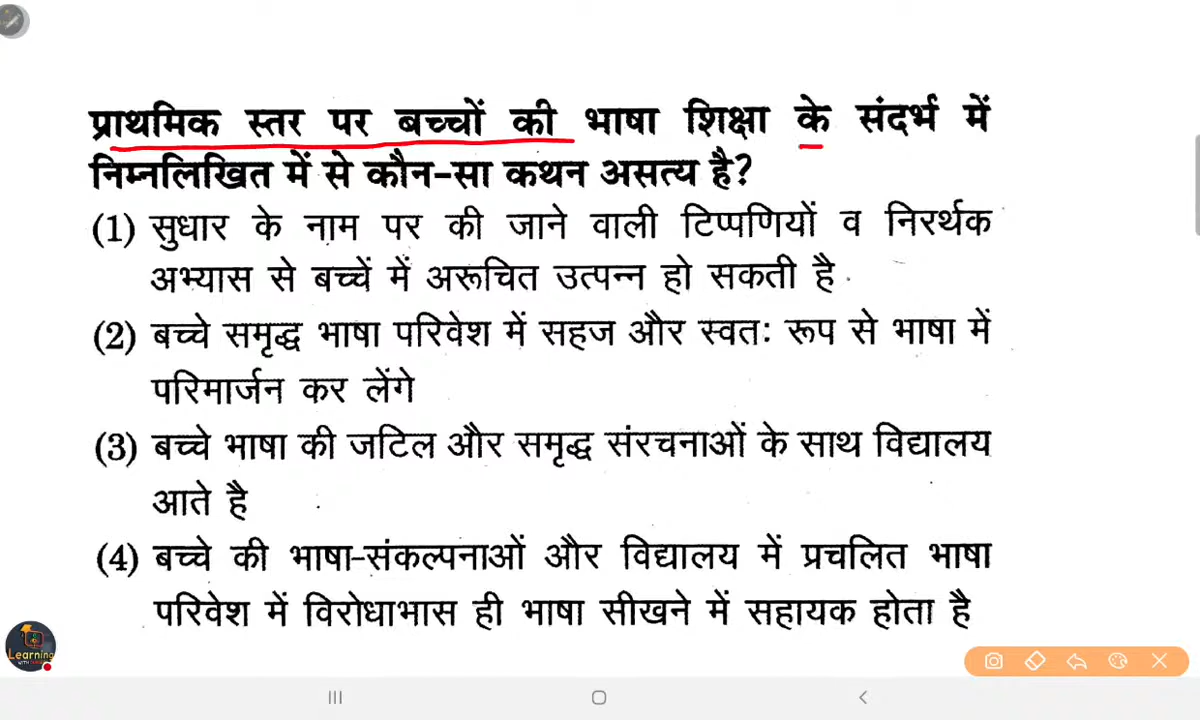 प्राथमिक स्तर पर बच्चों की भाषा शिक्षा के संदर्भ में
निम्नलिखित में से कौन-सा कथन असत्य है?
(1) सुधार के नाम पर की जाने वाली टिप्पणियों व निरर्थक
अभ्यास से बच्चें में अरूचित उत्पन्न हो सकती है
(2) बच्चे समृद्ध भाषा परिवेश में सहज और स्वतः रूप से भाषा में
परिमार्जन कर लेंगे
(3) बच्चे भाषा की जटिल और समृद्ध संरचनाओं के साथ विद्यालय
आते है
(4) बच्चे की भाषा-संकल्पनाओं और विद्यालय में प्रचलित भाषा
परिवेश में विरोधाभास ही भाषा सीखने में सहायक होता है
Learning